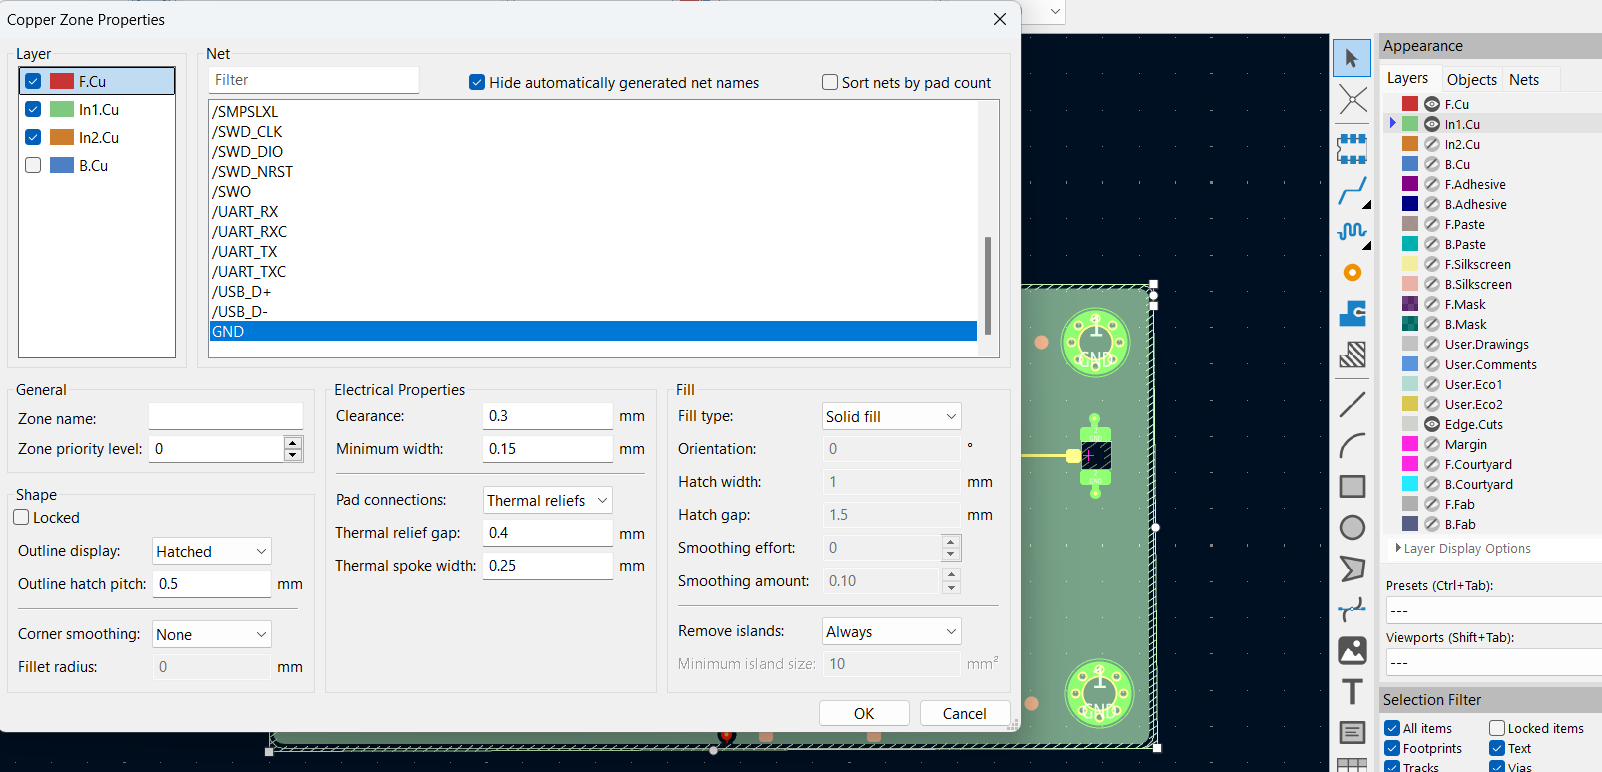 Copper Zone Properties
Layer
F.Cu
In1.Cu
In2.Cu
B.Cu
Net
Filter
Hide automatically generated net names
Sort nets by pad count
/SMPSLXL
/SWD_CLK
/SWD_DIO
/SWD_NRST
/SWO
/UART_RX
/UART_RXC
/UART_TX
/UART_TXC
/USB_D+
/USB_D-
GND
General
Zone name:
Zone priority level: 0
Shape
Locked
Outline display: Hatched
Outline hatch pitch: 0.5 mm
Corner smoothing: None
Fillet radius: 0 mm
Electrical Properties
Clearance: 0.3 mm
Minimum width: 0.15 mm
Pad connections: Thermal reliefs
Thermal relief gap: 0.4 mm
Thermal spoke width: 0.25 mm
Fill
Fill type: Solid fill
Orientation: 0 °
Hatch width: 1 mm
Hatch gap: 1.5 mm
Smoothing effort: 0
Smoothing amount: 0.10
Remove islands: Always
Minimum island size: 10 mm²
OK Cancel
1
GND
2
GND
1
GND
T
Appearance
Layers Objects Nets
F.Cu
In1.Cu
In2.Cu
B.Cu
F.Adhesive
B.Adhesive
F.Paste
B.Paste
F.Silkscreen
B.Silkscreen
F.Mask
B.Mask
User.Drawings
User.Comments
User.Eco1
User.Eco2
Edge.Cuts
Margin
F.Courtyard
B.Courtyard
F.Fab
B.Fab
Layer Display Options
Presets (Ctrl+Tab):
---
Viewports (Shift+Tab):
---
Selection Filter
All items Locked items
Footprints Text
Tracks Vias